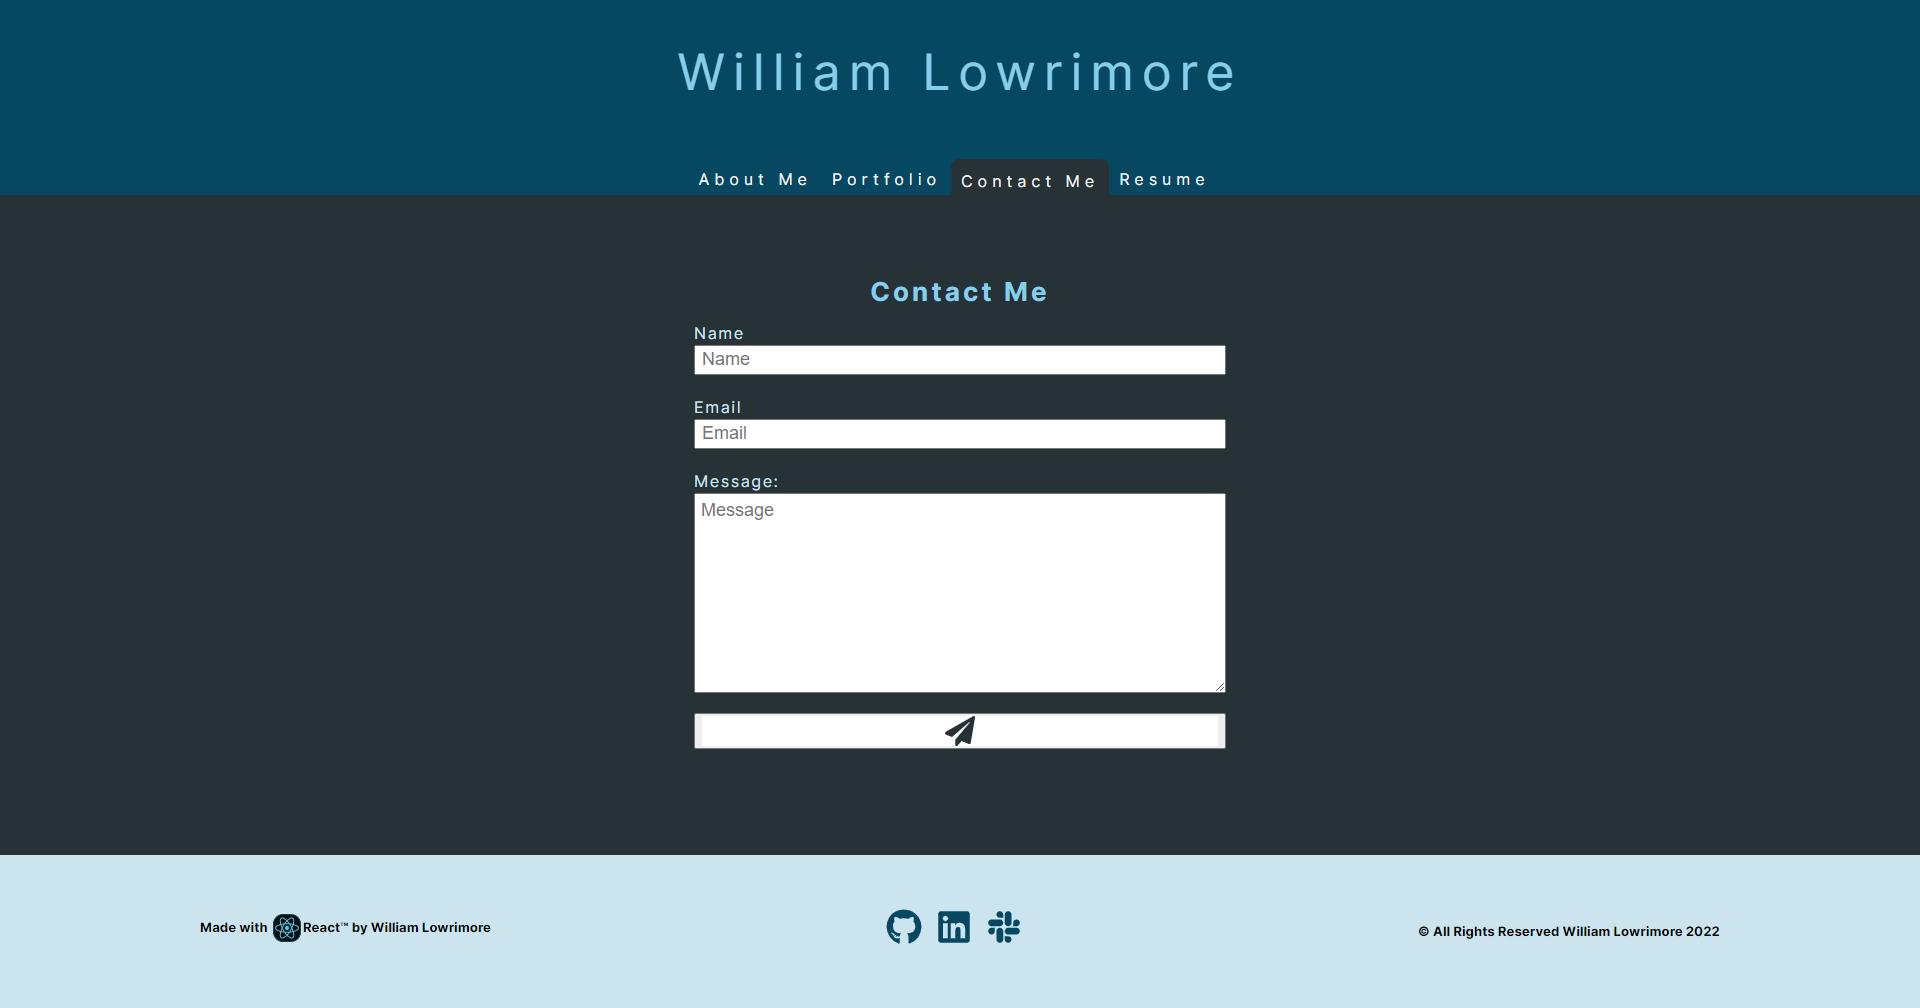 William Lowrimore
About Me Portfolio Contact Me Resume
Contact Me
Name
Name
Email
Email
Message:
Message
Made with React™ by William Lowrimore
© All Rights Reserved William Lowrimore 2022